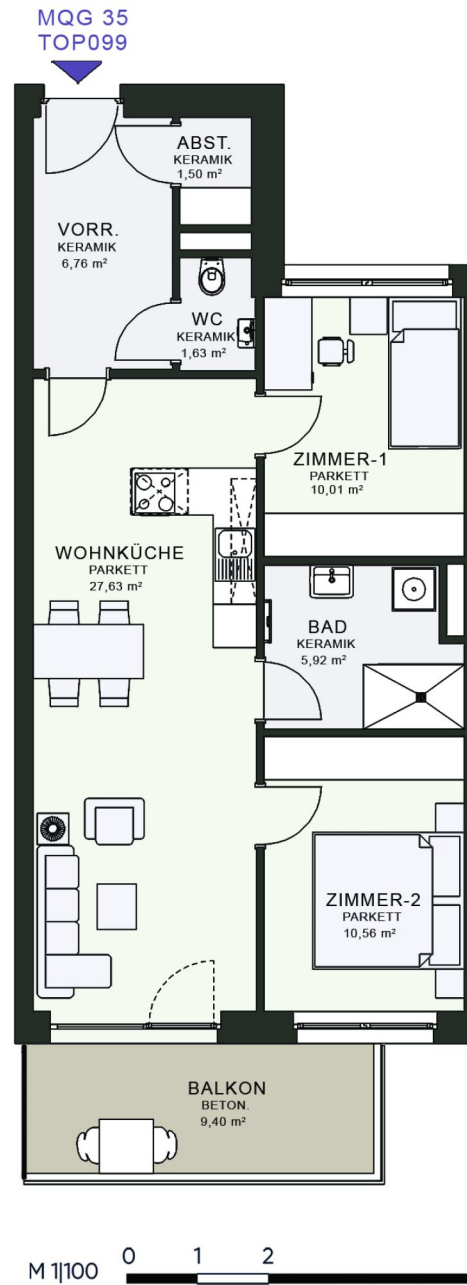 MQG 35
TOP099
ABST.
KERAMIK
1,50 m²
VORR.
KERAMIK
6,76 m²
WC
KERAMIK
1,63 m²
ZIMMER-1
PARKETT
10,01 m²
WOHNKÜCHE
PARKETT
27,63 m²
BAD
KERAMIK
5,92 m²
ZIMMER-2
PARKETT
10,56 m²
BALKON
BETON.
9,40 m²
M 1|100 0 1 2